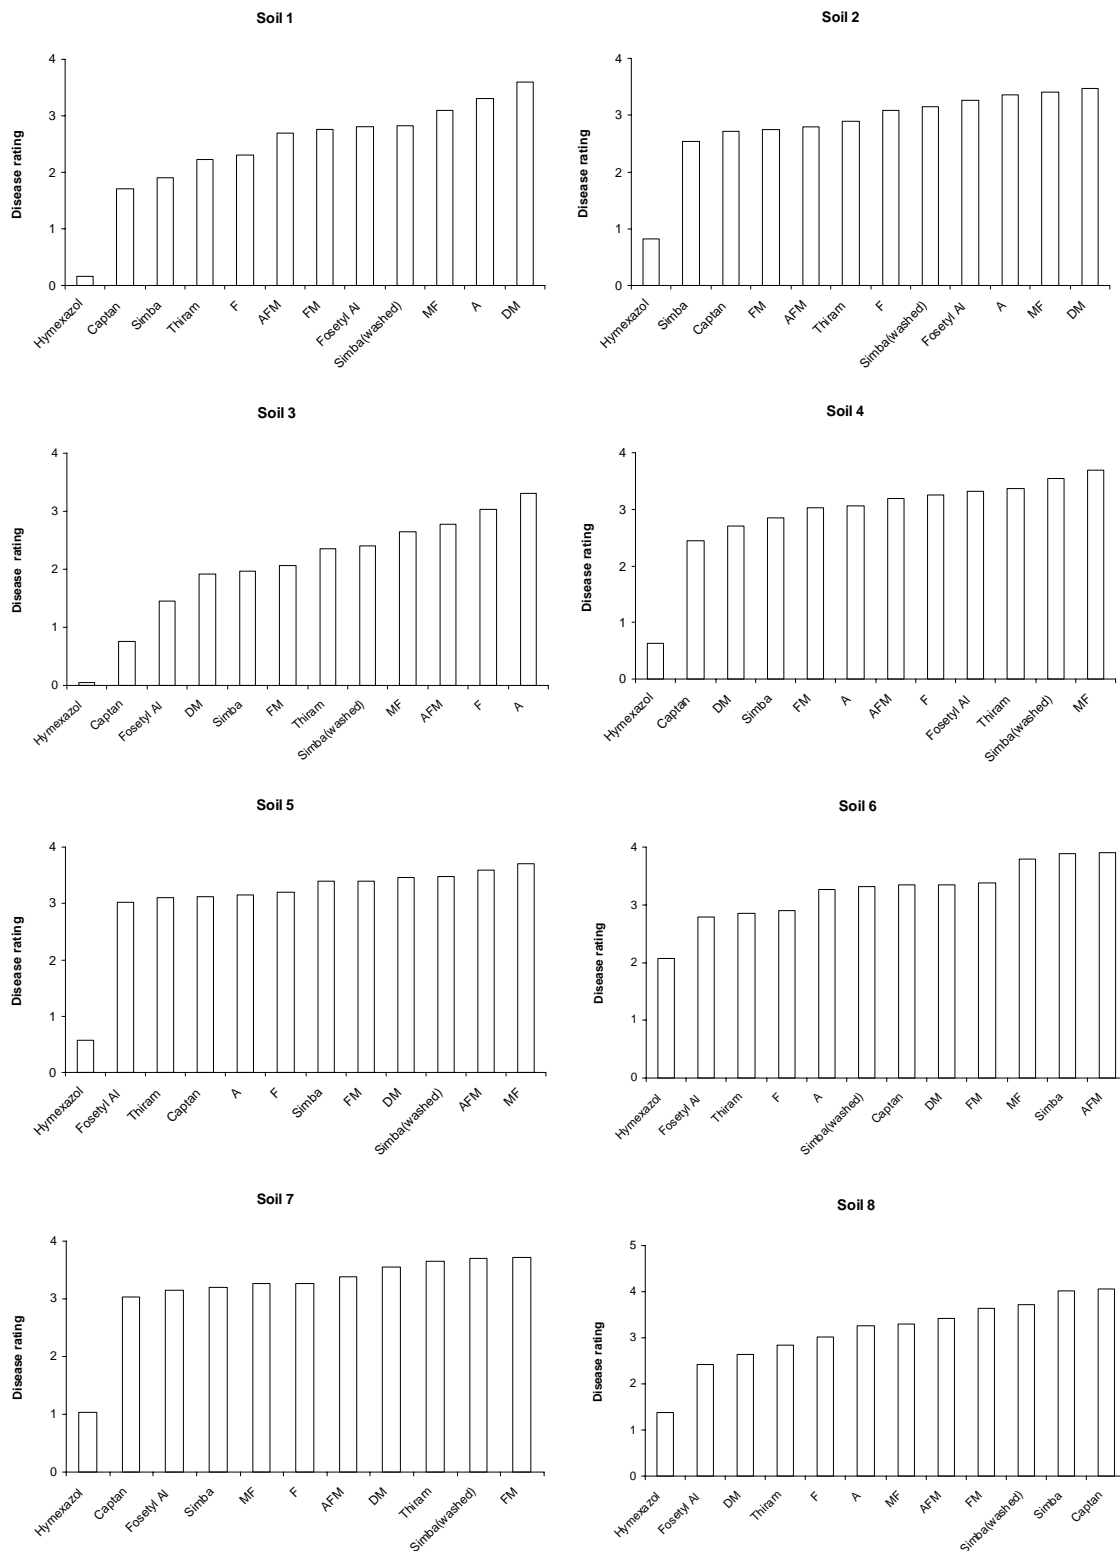 Soil 1
Disease rating
4
3
2
1
0
Hymexazol
Captan
Simba
Thiram
F
AFM
FM
Fosetyl Al
Simba(washed)
MF
A
DM
Soil 2
Disease rating
4
3
2
1
0
Hymexazol
Simba
Captan
FM
AFM
Thiram
F
Simba(washed)
Fosetyl Al
A
MF
DM
Soil 3
Disease rating
4
3
2
1
0
Hymexazol
Captan
Fosetyl Al
DM
Simba
FM
Thiram
Simba(washed)
MF
AFM
F
A
Soil 4
Disease rating
4
3
2
1
0
Hymexazol
Captan
DM
Simba
FM
A
AFM
F
Fosetyl Al
Thiram
Simba(washed)
MF
Soil 5
Disease rating
4
3
2
1
0
Hymexazol
Fosetyl Al
Thiram
Captan
A
F
Simba
FM
DM
Simba(washed)
AFM
MF
Soil 6
Disease rating
4
3
2
1
0
Hymexazol
Fosetyl Al
Thiram
F
A
Simba(washed)
Captan
DM
FM
MF
Simba
AFM
Soil 7
Disease rating
4
3
2
1
0
Hymexazol
Captan
Fosetyl Al
Simba
MF
F
AFM
DM
Thiram
Simba(washed)
FM
Soil 8
Disease rating
5
4
3
2
1
0
Hymexazol
Fosetyl Al
DM
Thiram
F
A
MF
AFM
FM
Simba(washed)
Simba
Captan